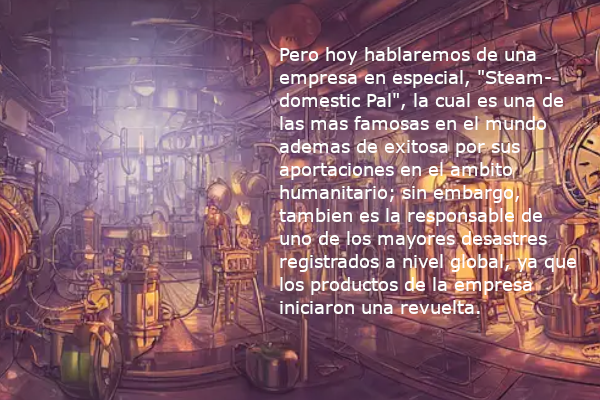 Pero hoy hablaremos de una
empresa en especial, "Steam-
domestic Pal", la cual es una de
las mas famosas en el mundo
ademas de exitosa por sus
aportaciones en el ambito
humanitario; sin embargo,
tambien es la responsable de
uno de los mayores desastres
registrados a nivel global, ya que
los productos de la empresa
iniciaron una revuelta.